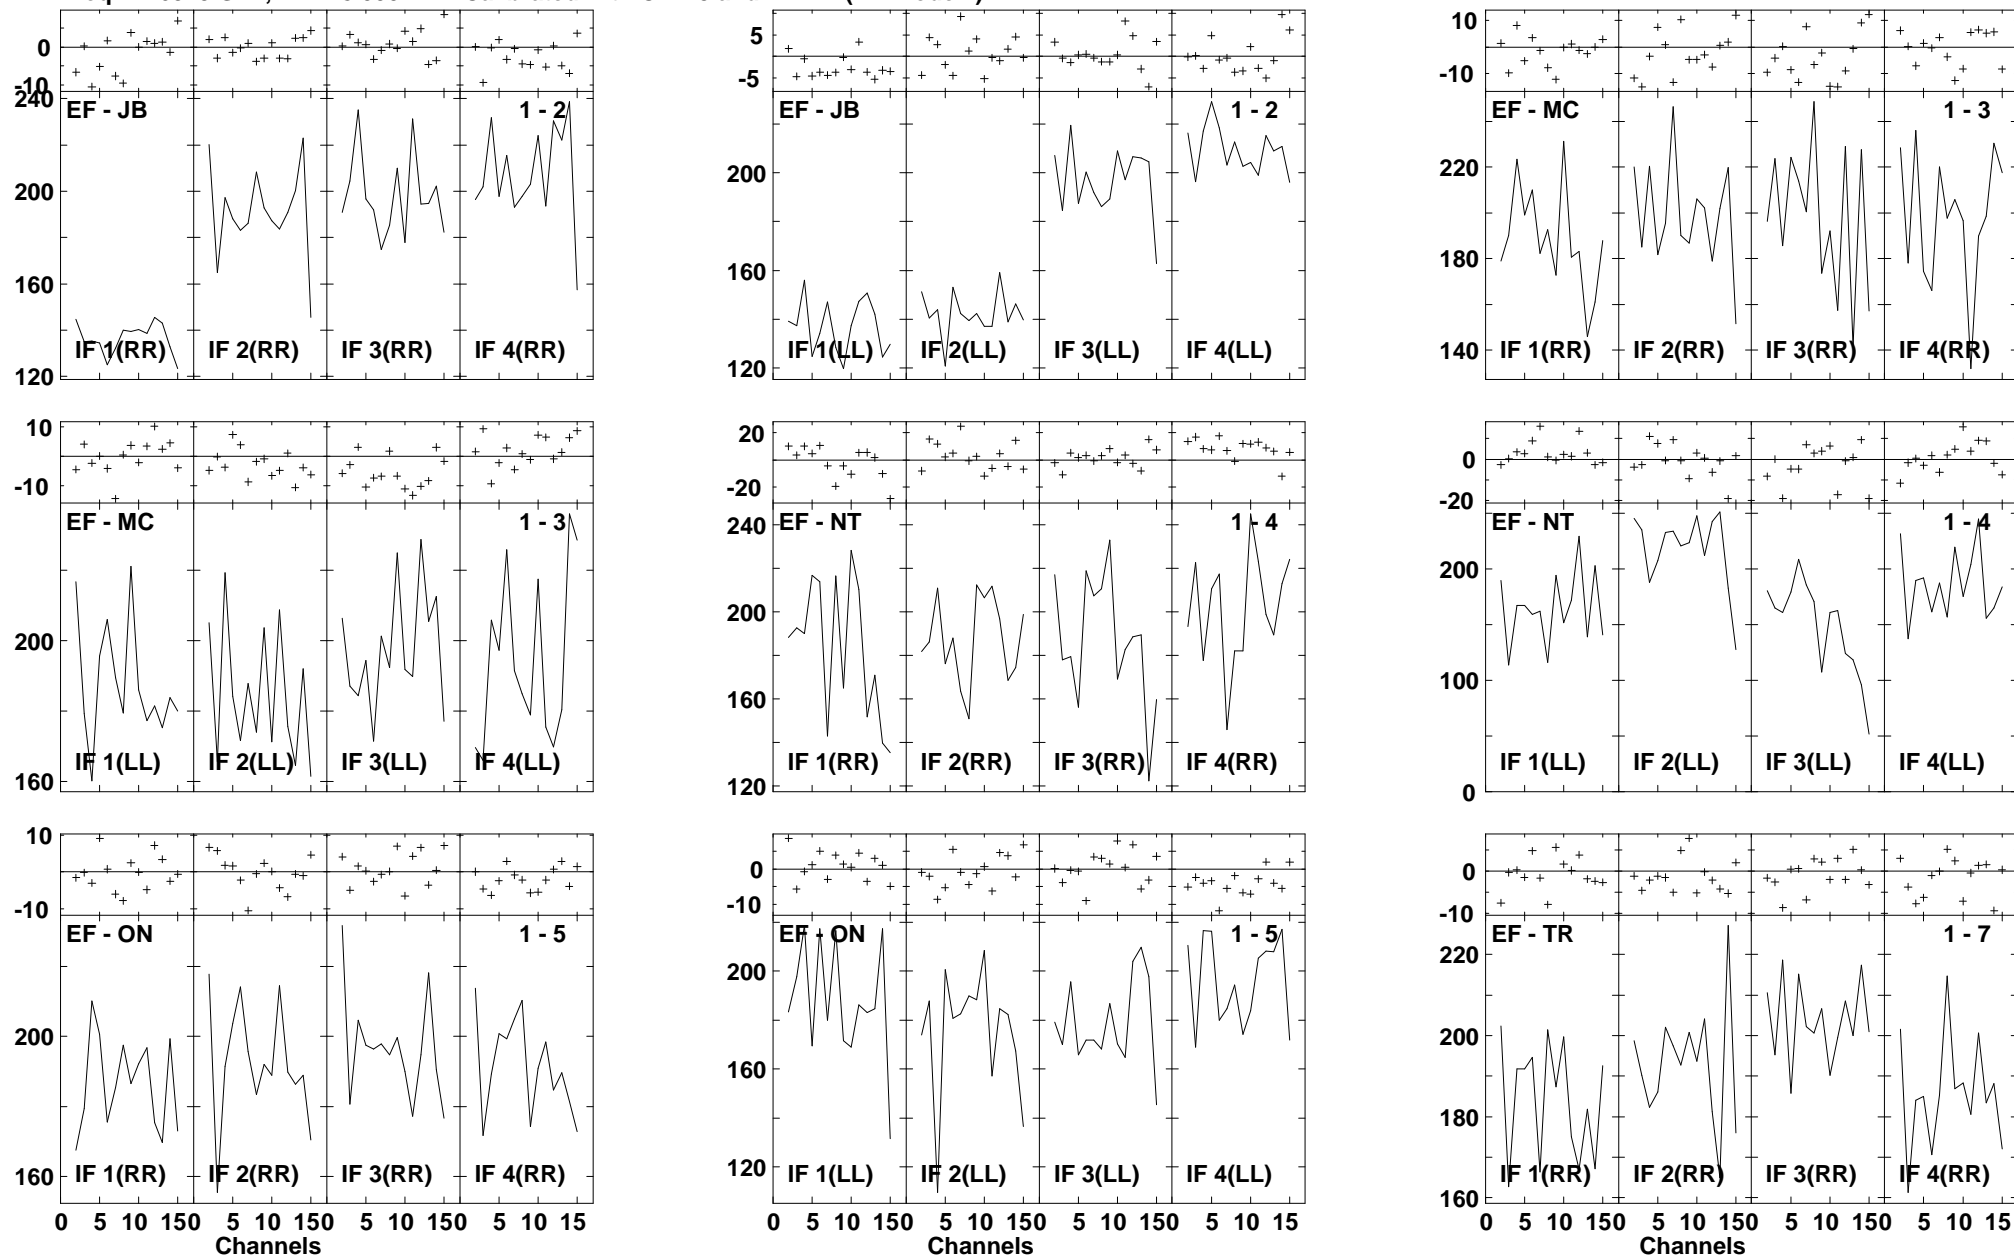 0
-10
5
-5
10
-10
240
200
160
120
EF - JB
1 - 2
IF 1(RR)
IF 2(RR)
IF 3(RR)
IF 4(RR)
200
160
120
EF - JB
1 - 2
IF 1(LL)
IF 2(LL)
IF 3(LL)
IF 4(LL)
220
180
140
EF - MC
1 - 3
IF 1(RR)
IF 2(RR)
IF 3(RR)
IF 4(RR)
10
-10
20
-20
0
-20
200
160
EF - MC
1 - 3
IF 1(LL)
IF 2(LL)
IF 3(LL)
IF 4(LL)
240
200
160
120
EF - NT
1 - 4
IF 1(RR)
IF 2(RR)
IF 3(RR)
IF 4(RR)
200
100
0
EF - NT
1 - 4
IF 1(LL)
IF 2(LL)
IF 3(LL)
IF 4(LL)
10
-10
0
-10
0
-10
200
160
EF - ON
1 - 5
IF 1(RR)
IF 2(RR)
IF 3(RR)
IF 4(RR)
200
160
120
EF - ON
1 - 5
IF 1(LL)
IF 2(LL)
IF 3(LL)
IF 4(LL)
220
200
180
160
EF - TR
1 - 7
IF 1(RR)
IF 2(RR)
IF 3(RR)
IF 4(RR)
0 5 10 150 5 10 150 5 10 150 5 10 15
Channels
0 5 10 150 5 10 150 5 10 150 5 10 15
Channels
0 5 10 150 5 10 150 5 10 150 5 10 15
Channels